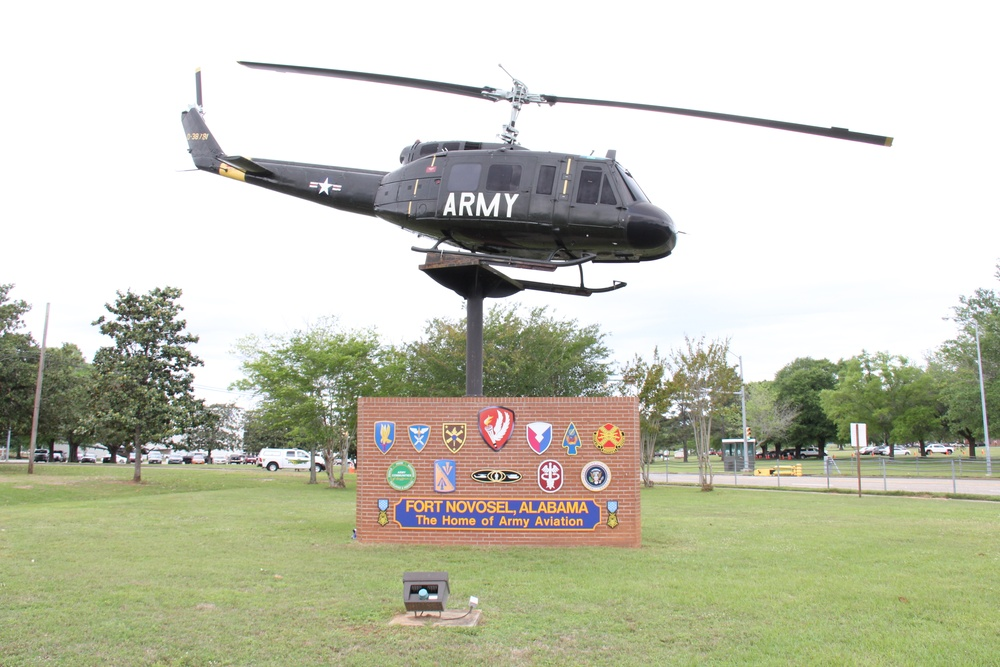 ARMY
FORT NOVOSEL, ALABAMA
The Home of Army Aviation